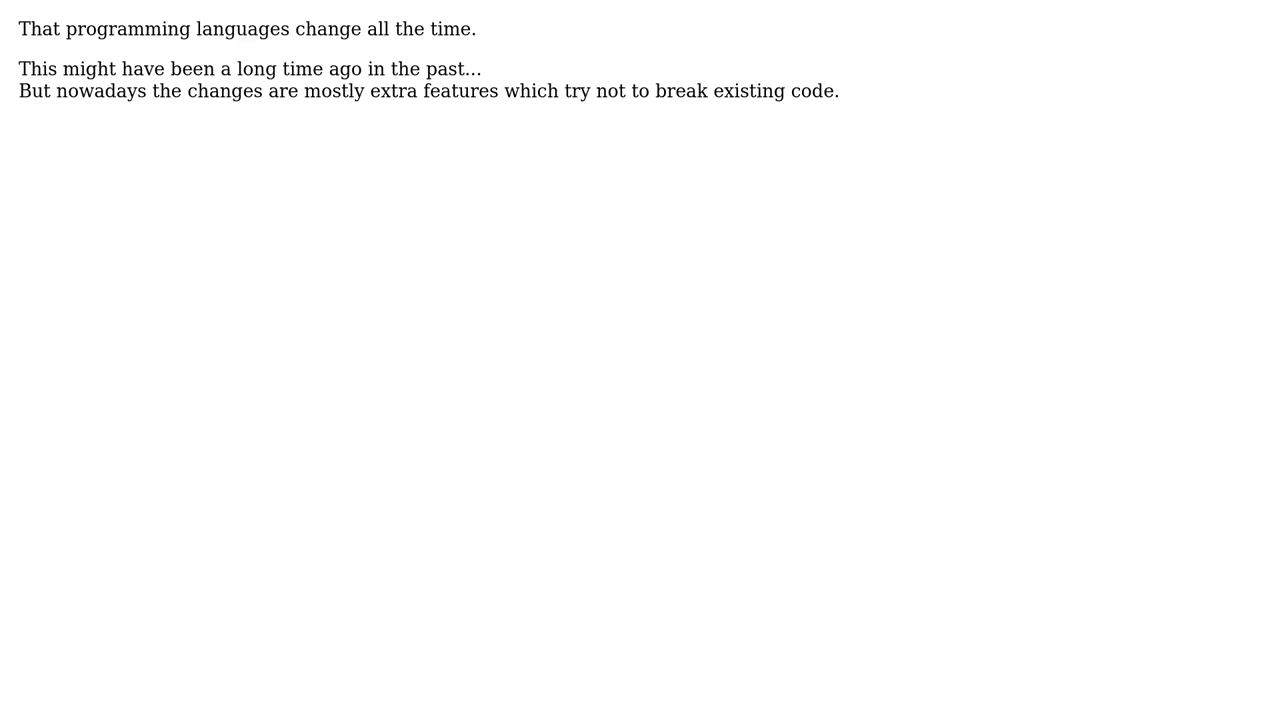 That programming languages change all the time.
This might have been a long time ago in the past...
But nowadays the changes are mostly extra features which try not to break existing code.